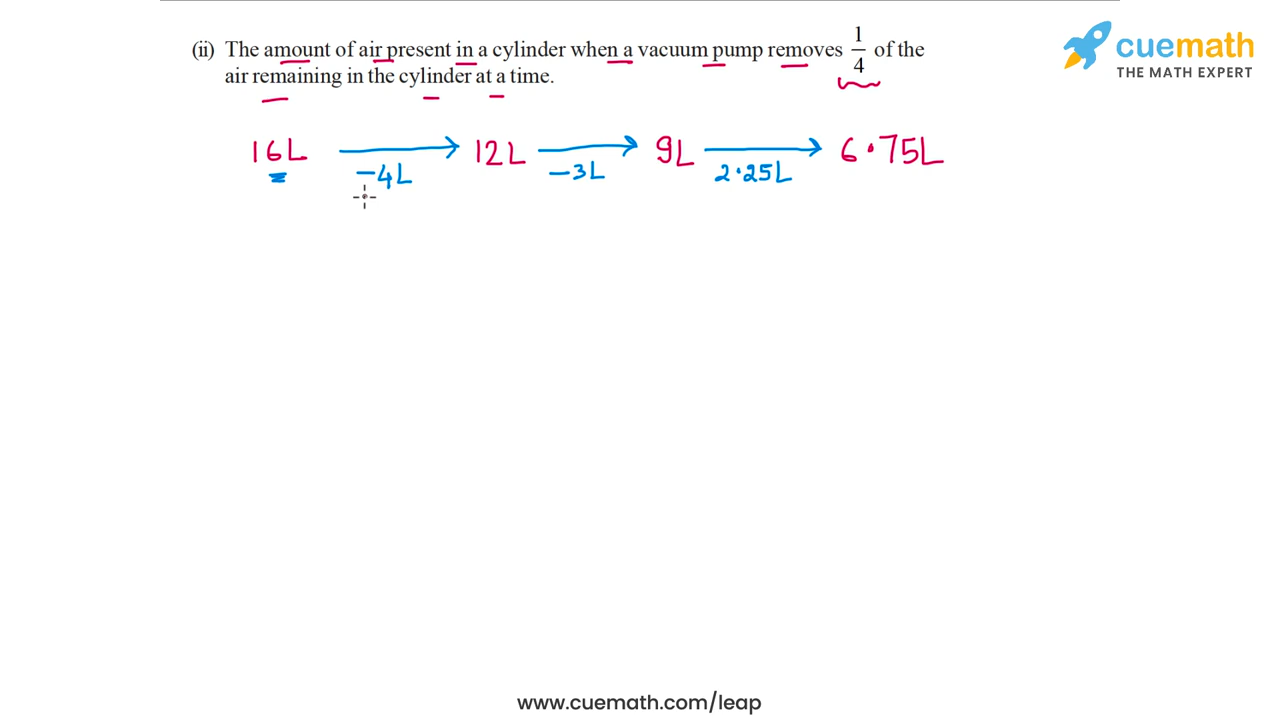 (ii) The amount of air present in a cylinder when a vacuum pump removes 1/4 of the
air remaining in the cylinder at a time.
cuemath
THE MATH EXPERT
16L → 12L → 9L → 6.75L
-4L -3L 2.25L
www.cuemath.com/leap